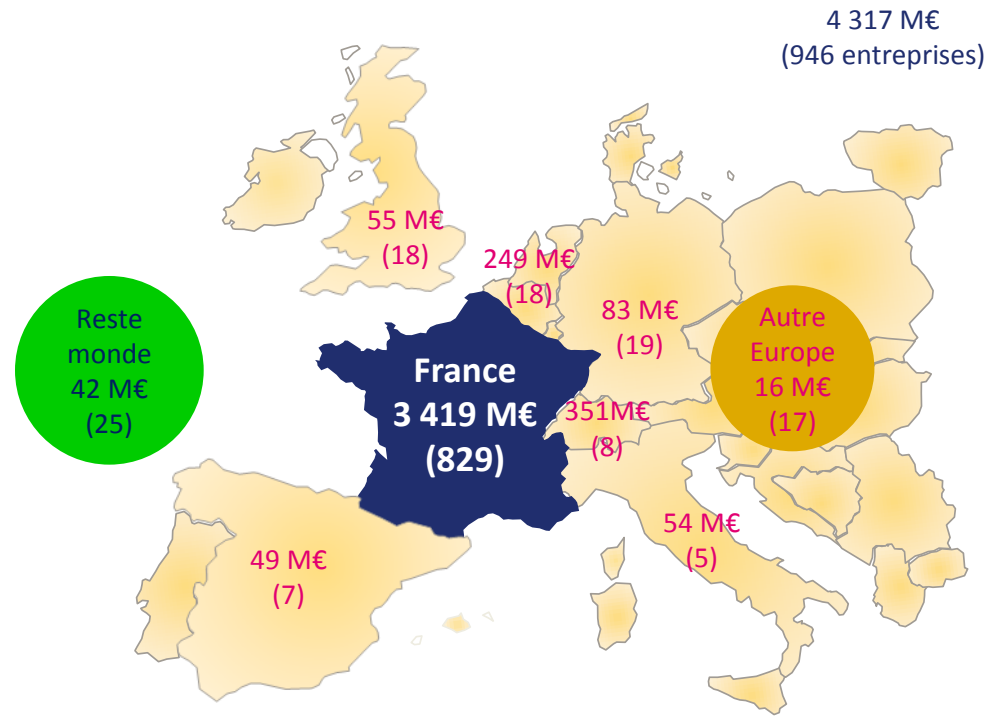 4 317 M€
(946 entreprises)
55 M€
(18)
249 M€
(18)
83 M€
(19)
Reste
monde
42 M€
(25)
France
3 419 M€
(829)
Autre
Europe
16 M€
(17)
351M€
(8)
54 M€
(5)
49 M€
(7)